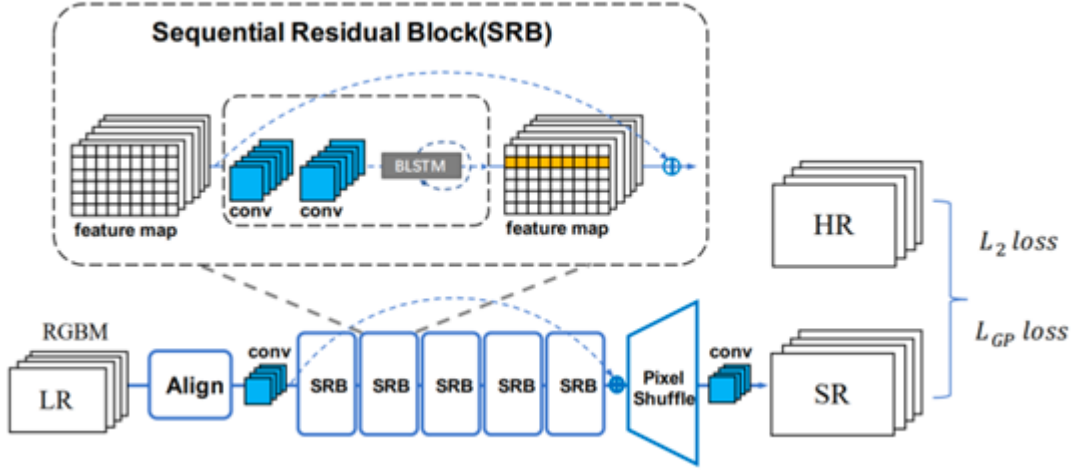 Sequential Residual Block(SRB)
BLSTM
conv
conv
feature map
feature map
HR
L2 loss
LGP loss
RGBM
LR
Align
conv
SRB
SRB
SRB
SRB
SRB
Pixel
Shuffle
conv
SR